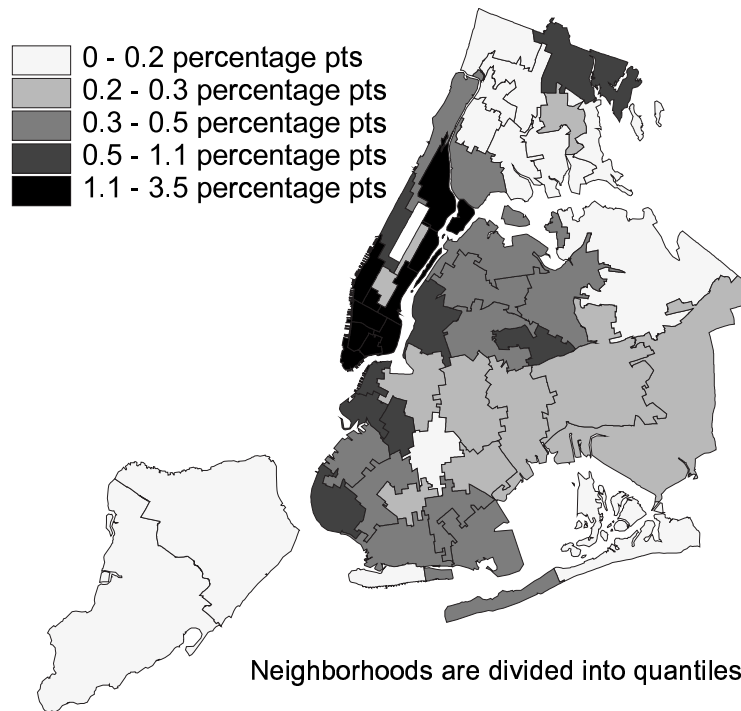 0 - 0.2 percentage pts
0.2 - 0.3 percentage pts
0.3 - 0.5 percentage pts
0.5 - 1.1 percentage pts
1.1 - 3.5 percentage pts
Neighborhoods are divided into quantiles